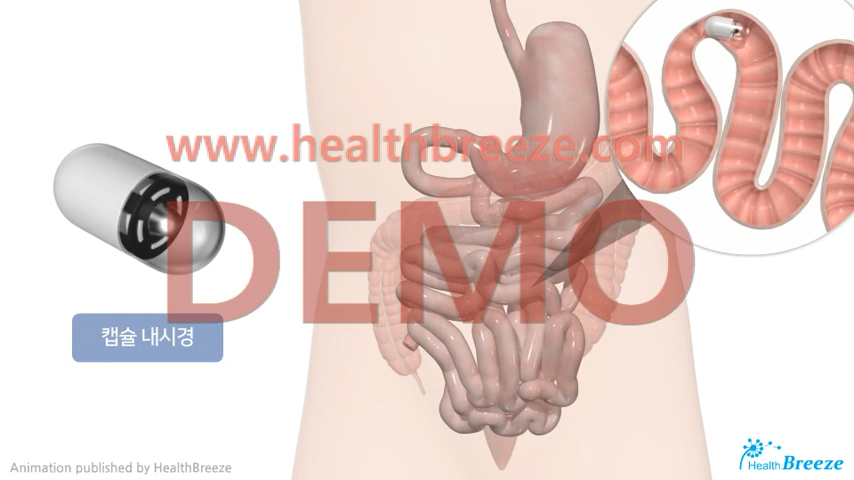 www.healthbreeze.com
DEMO
캡슐 내시경
Animation published by HealthBreeze
Health Breeze